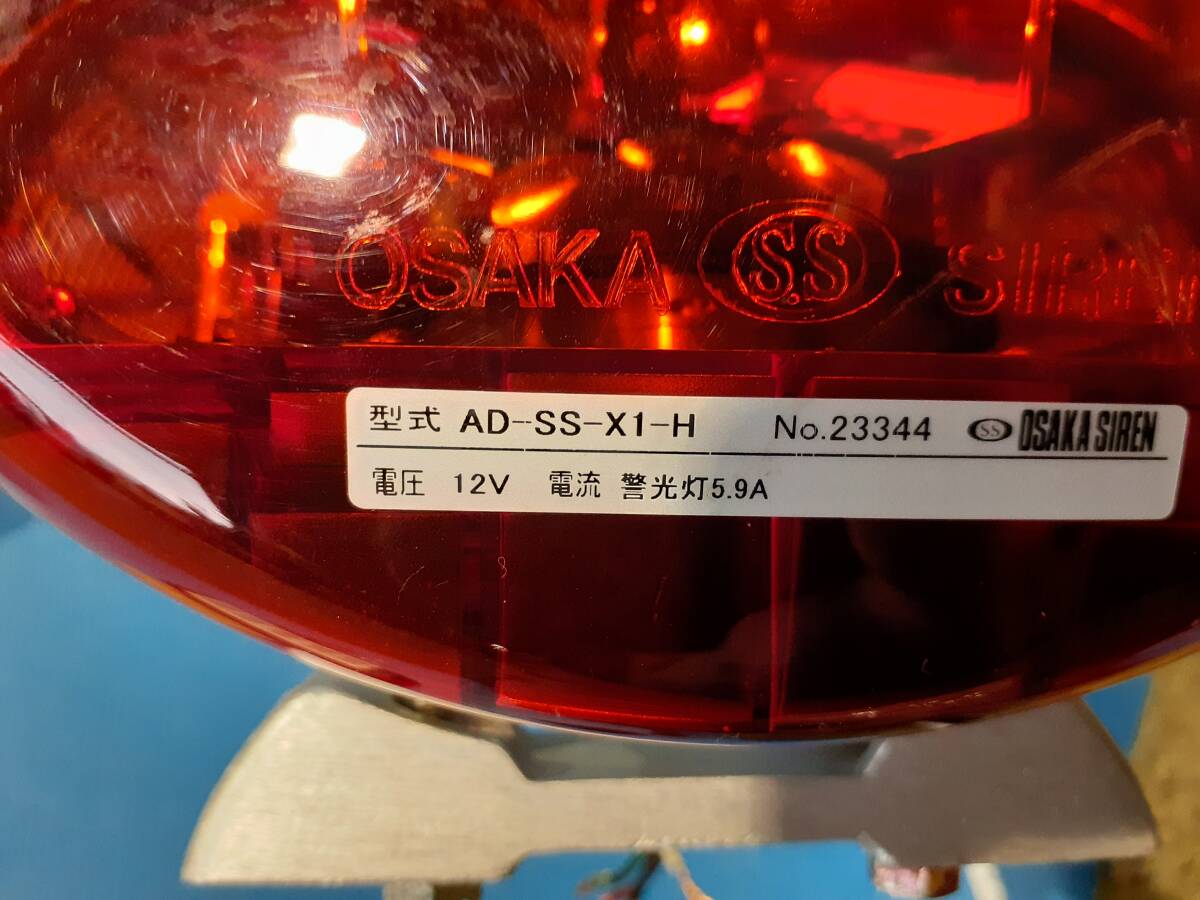 OSAKA S.S SIREN
型式 AD-SS-X1-H No.23344 SS OSAKA SIREN
電圧 12V 電流 警光灯5.9A